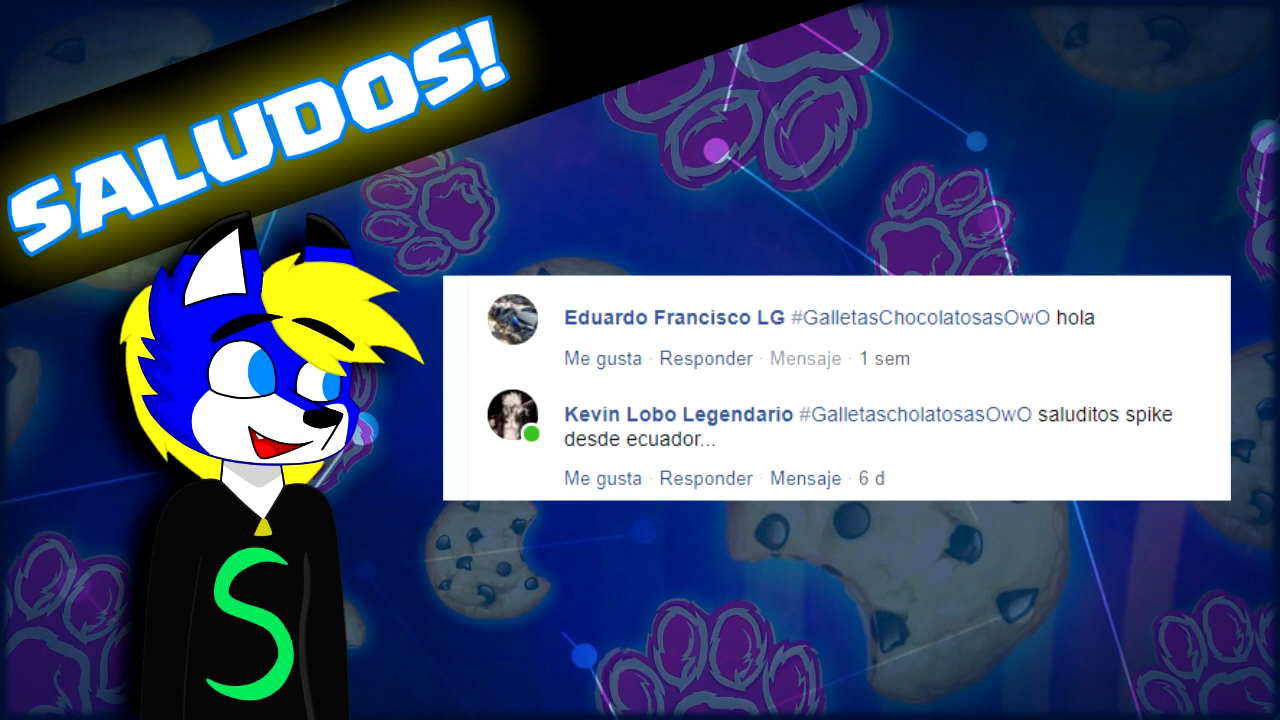 SALUDOS!
Eduardo Francisco LG #GalletasChocolatosasOwO hola
Me gusta · Responder · Mensaje · 1 sem
Kevin Lobo Legendario #GalletascholatosasOwO saluditos spike
desde ecuador...
Me gusta · Responder · Mensaje · 6 d
S